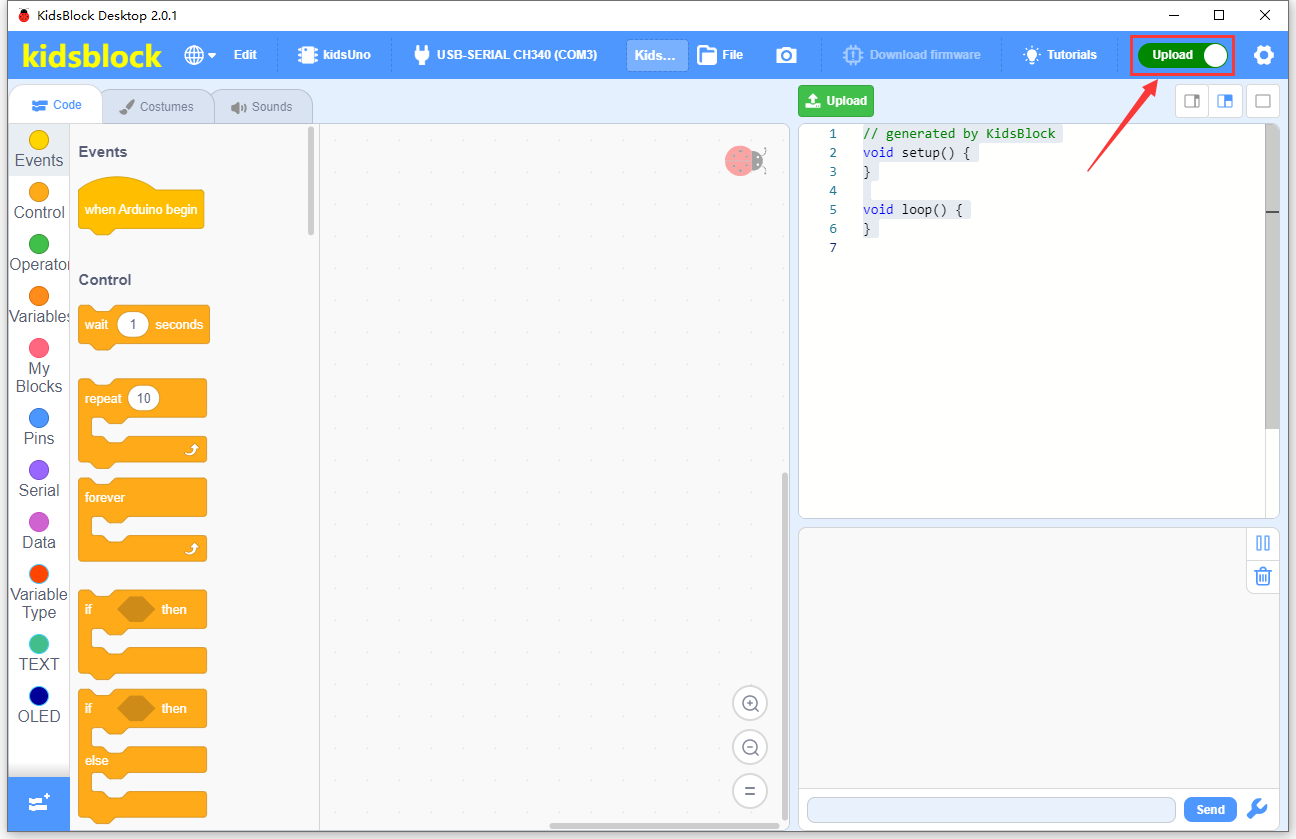 KidsBlock Desktop 2.0.1
kidsblock
Edit
kidsUno
USB-SERIAL CH340 (COM3)
Kids...
File
Download firmware
Tutorials
Upload
Code
Costumes
Sounds
Upload
Events
Control
Operator
Variables
My
Blocks
Pins
Serial
Data
Variable
Type
TEXT
OLED
Events
when Arduino begin
Control
wait 1 seconds
repeat 10
forever
if then
if then
else
1 // generated by KidsBlock
2 void setup() {
3 }
4
5 void loop() {
6 }
7
Send